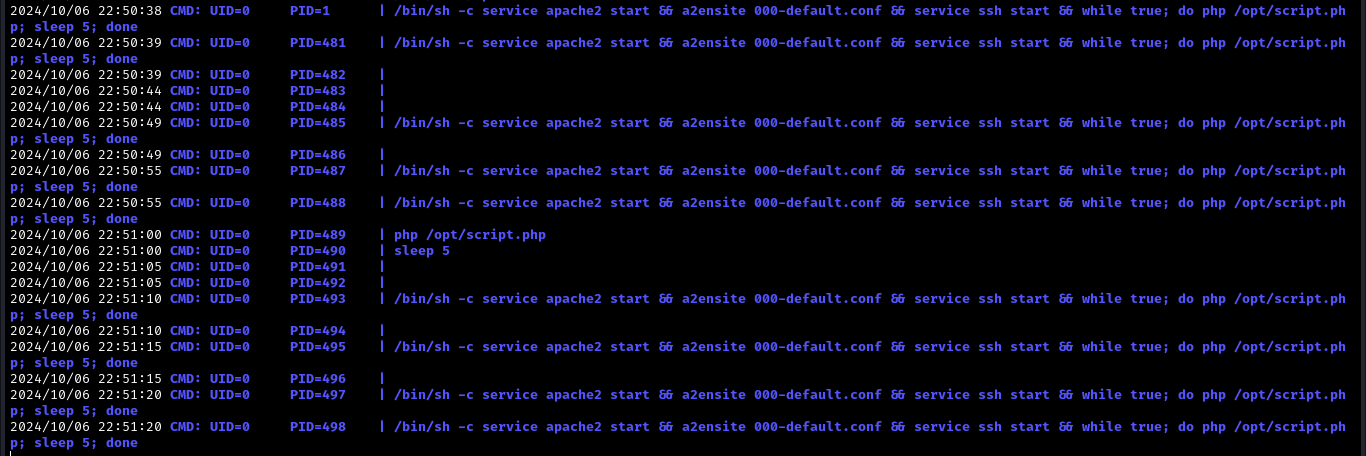 2024/10/06 22:50:38 CMD: UID=0     PID=1      | /bin/sh -c service apache2 start && a2ensite 000-default.conf && service ssh start && while true; do php /opt/script.ph
p; sleep 5; done
2024/10/06 22:50:39 CMD: UID=0     PID=481    | /bin/sh -c service apache2 start && a2ensite 000-default.conf && service ssh start && while true; do php /opt/script.ph
p; sleep 5; done
2024/10/06 22:50:39 CMD: UID=0     PID=482    |
2024/10/06 22:50:44 CMD: UID=0     PID=483    |
2024/10/06 22:50:44 CMD: UID=0     PID=484    |
2024/10/06 22:50:49 CMD: UID=0     PID=485    | /bin/sh -c service apache2 start && a2ensite 000-default.conf && service ssh start && while true; do php /opt/script.ph
p; sleep 5; done
2024/10/06 22:50:49 CMD: UID=0     PID=486    |
2024/10/06 22:50:55 CMD: UID=0     PID=487    | /bin/sh -c service apache2 start && a2ensite 000-default.conf && service ssh start && while true; do php /opt/script.ph
p; sleep 5; done
2024/10/06 22:50:55 CMD: UID=0     PID=488    | /bin/sh -c service apache2 start && a2ensite 000-default.conf && service ssh start && while true; do php /opt/script.ph
p; sleep 5; done
2024/10/06 22:51:00 CMD: UID=0     PID=489    | php /opt/script.php
2024/10/06 22:51:00 CMD: UID=0     PID=490    | sleep 5
2024/10/06 22:51:05 CMD: UID=0     PID=491    |
2024/10/06 22:51:05 CMD: UID=0     PID=492    |
2024/10/06 22:51:10 CMD: UID=0     PID=493    | /bin/sh -c service apache2 start && a2ensite 000-default.conf && service ssh start && while true; do php /opt/script.ph
p; sleep 5; done
2024/10/06 22:51:10 CMD: UID=0     PID=494    |
2024/10/06 22:51:15 CMD: UID=0     PID=495    | /bin/sh -c service apache2 start && a2ensite 000-default.conf && service ssh start && while true; do php /opt/script.ph
p; sleep 5; done
2024/10/06 22:51:15 CMD: UID=0     PID=496    |
2024/10/06 22:51:20 CMD: UID=0     PID=497    | /bin/sh -c service apache2 start && a2ensite 000-default.conf && service ssh start && while true; do php /opt/script.ph
p; sleep 5; done
2024/10/06 22:51:20 CMD: UID=0     PID=498    | /bin/sh -c service apache2 start && a2ensite 000-default.conf && service ssh start && while true; do php /opt/script.ph
p; sleep 5; done